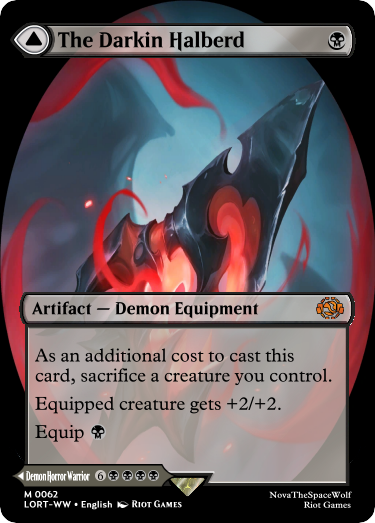 The Darkin Halberd
Artifact — Demon Equipment
As an additional cost to cast this
card, sacrifice a creature you control.
Equipped creature gets +2/+2.
Equip
Demon Horror Warrior 6
M 0062 NovaTheSpaceWolf
LORT-WW • English Riot Games Riot Games